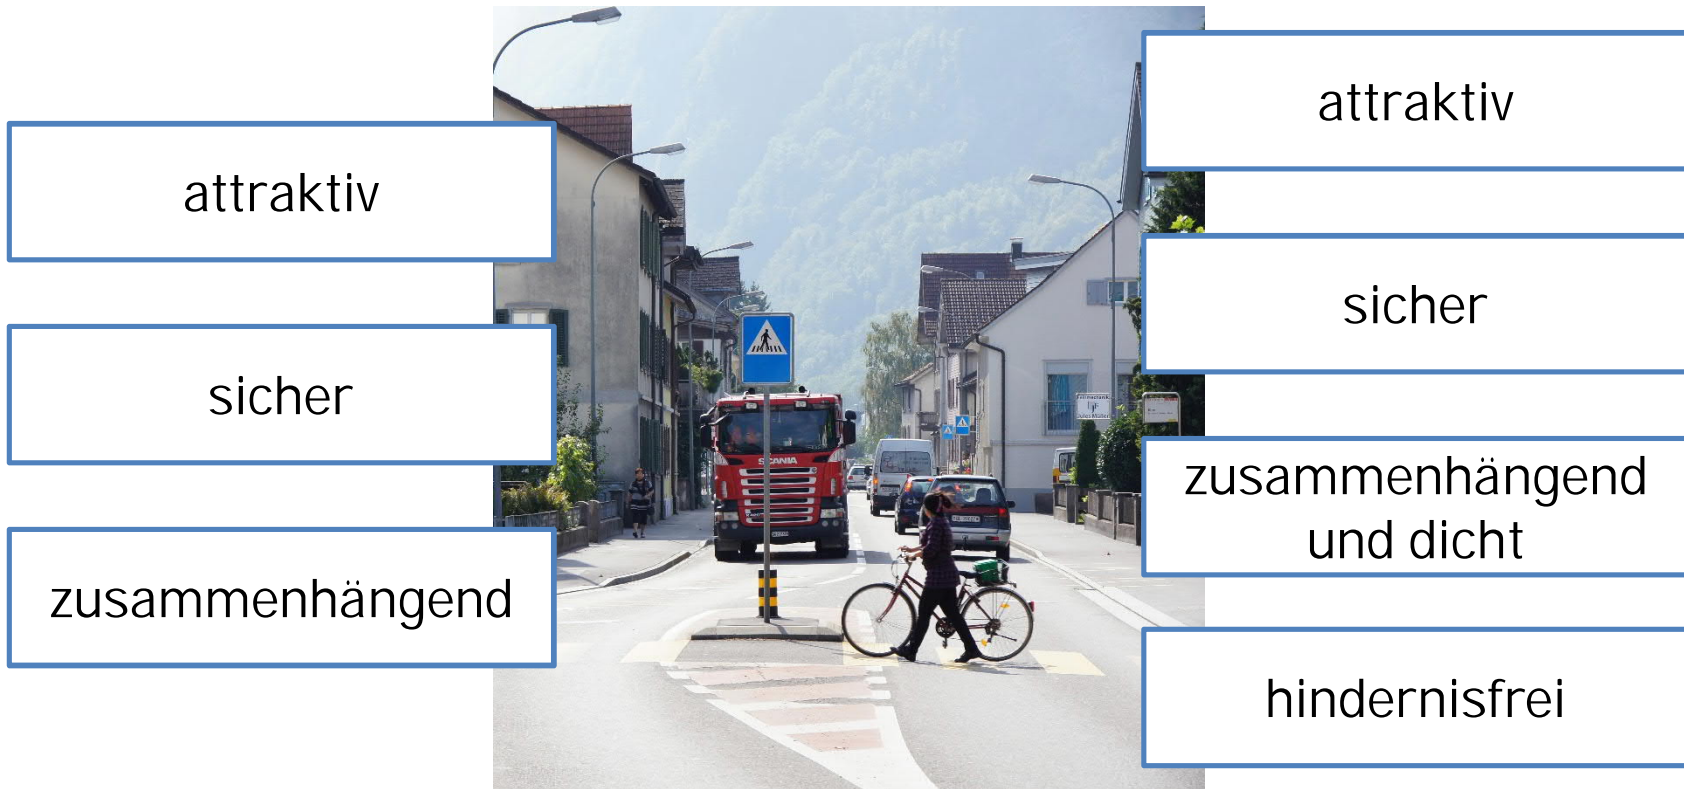 attraktiv
sicher
zusammenhängend
SCANIA
attraktiv
sicher
zusammenhängend
und dicht
hindernisfrei